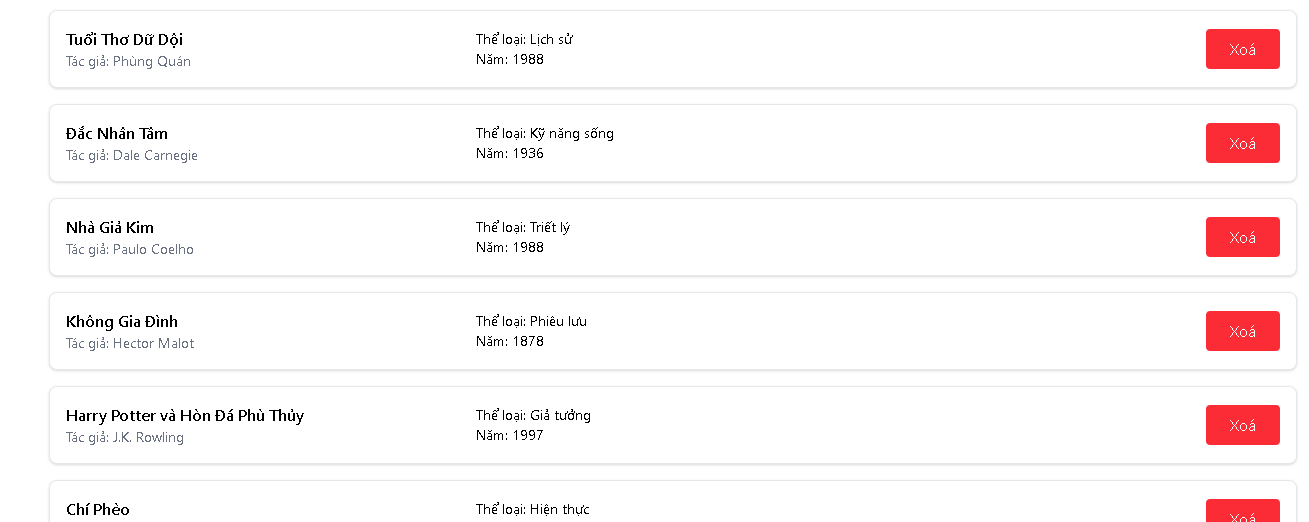 Tuổi Thơ Dữ Dội
Tác giả: Phùng Quán
Thể loại: Lịch sử
Năm: 1988
Xoá
Đắc Nhân Tâm
Tác giả: Dale Carnegie
Thể loại: Kỹ năng sống
Năm: 1936
Xoá
Nhà Giả Kim
Tác giả: Paulo Coelho
Thể loại: Triết lý
Năm: 1988
Xoá
Không Gia Đình
Tác giả: Hector Malot
Thể loại: Phiêu lưu
Năm: 1878
Xoá
Harry Potter và Hòn Đá Phù Thủy
Tác giả: J.K. Rowling
Thể loại: Giả tưởng
Năm: 1997
Xoá
Chí Phèo
Thể loại: Hiện thực
Xoá